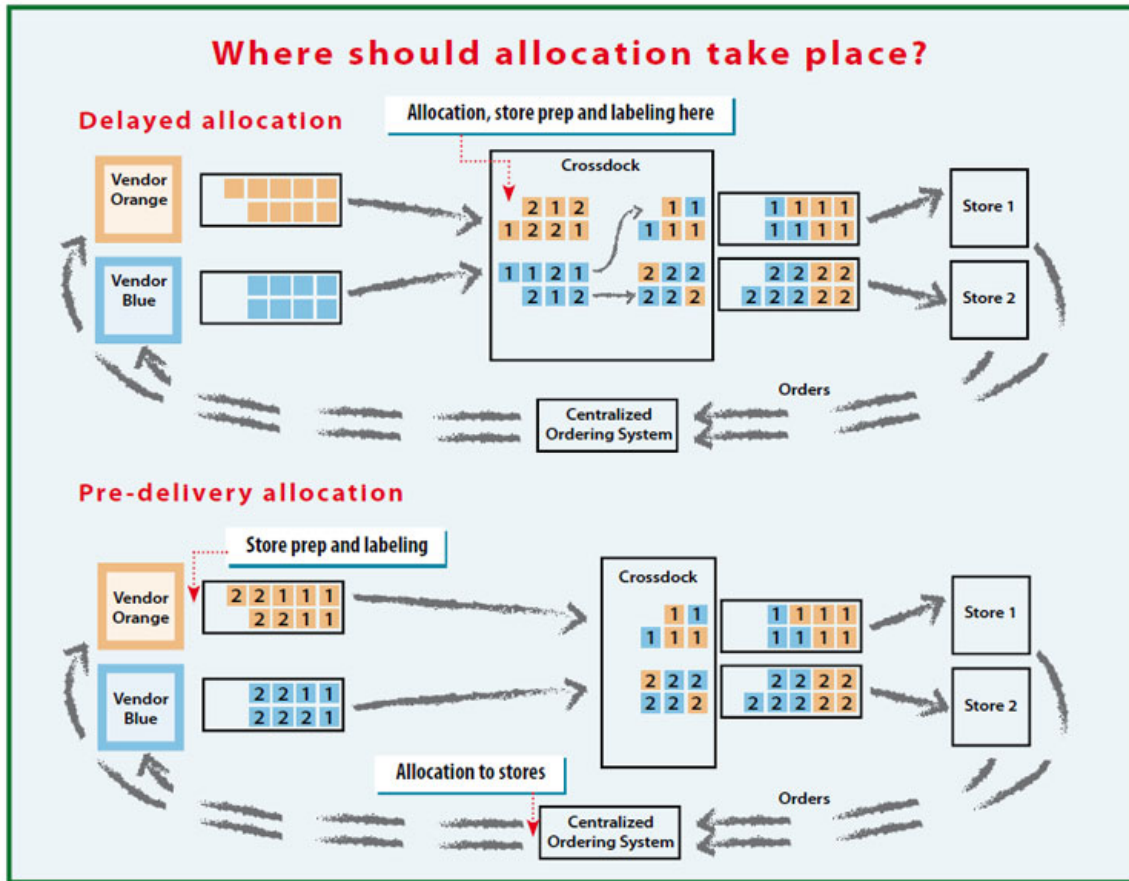 Where should allocation take place?
Allocation, store prep and labeling here
Delayed allocation
Vendor
Orange
Vendor
Blue
Crossdock
2 1 2
1 2 2 1
1 1 2 1
2 1 2
1 1
1 1 1
2 2 2
2 2 2
1 1 1 1
1 1 1 1
2 2 2 2
2 2 2 2 2
Store 1
Store 2
Orders
Centralized
Ordering System
Pre-delivery allocation
Store prep and labeling
Vendor
Orange
Vendor
Blue
2 2 1 1 1
2 2 1 1
2 2 1 1
2 2 2 1
Crossdock
1 1
1 1 1
2 2 2
2 2 2
1 1 1 1
1 1 1 1
2 2 2 2
2 2 2 2 2
Store 1
Store 2
Allocation to stores
Orders
Centralized
Ordering System